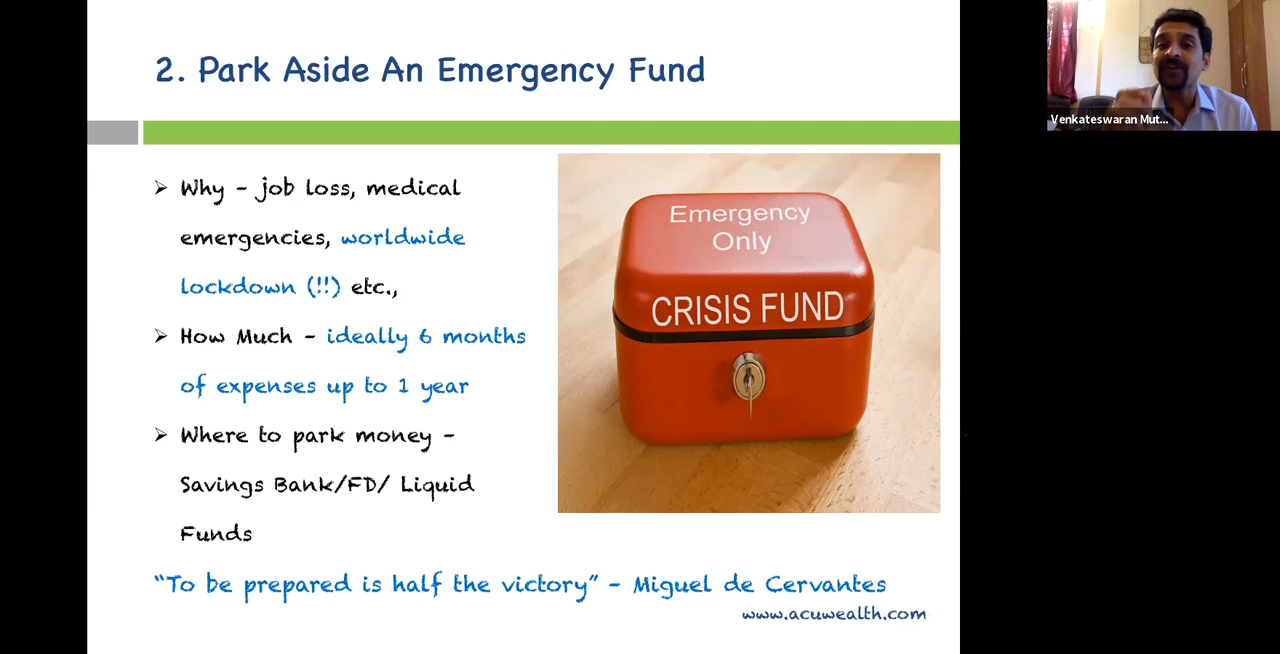 2. Park Aside An Emergency Fund
Why – job loss, medical
emergencies, worldwide
lockdown (!!) etc.,
How Much – ideally 6 months
of expenses up to 1 year
Where to park money –
Savings Bank/FD/ Liquid
Funds
Emergency
Only
CRISIS FUND
“To be prepared is half the victory” – Miguel de Cervantes
www.acuwealth.com
Venkateswaran Mut...